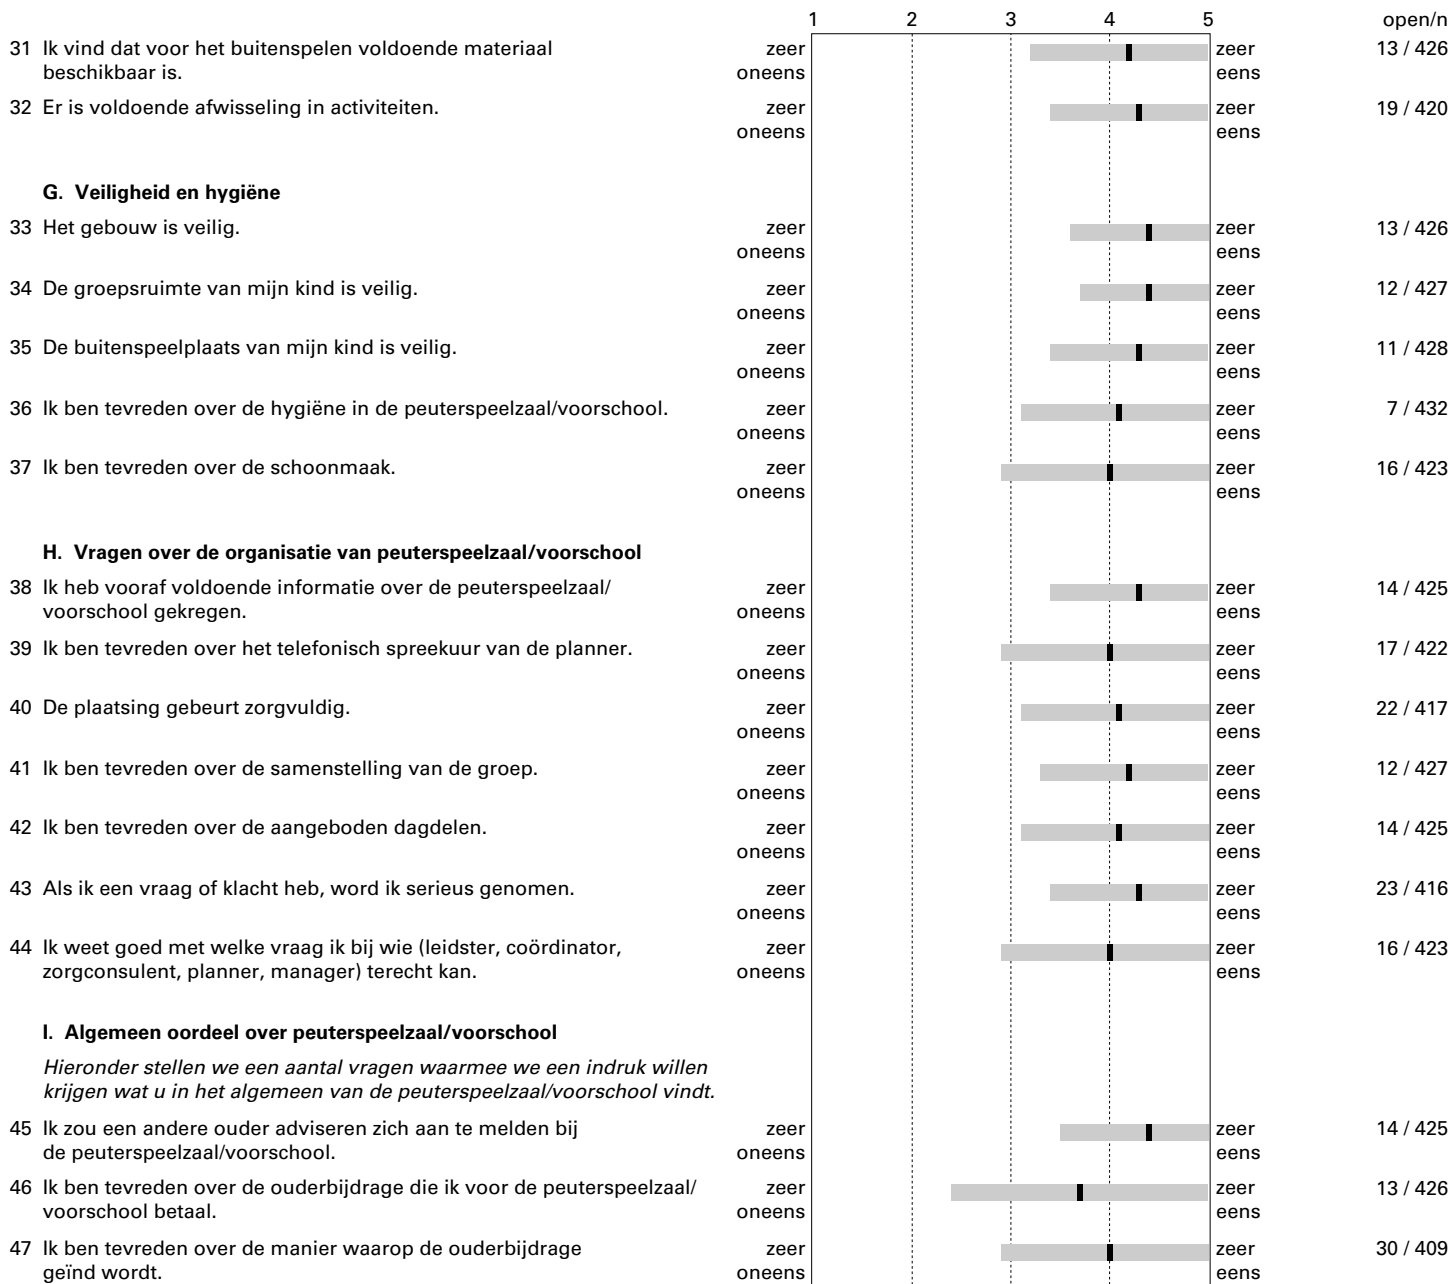 1 2 3 4 5 open/n
31 Ik vind dat voor het buitenspelen voldoende materiaal zeer zeer 13 / 426
beschikbaar is. oneens eens
32 Er is voldoende afwisseling in activiteiten. zeer zeer 19 / 420
oneens eens
G. Veiligheid en hygiëne
33 Het gebouw is veilig. zeer zeer 13 / 426
oneens eens
34 De groepsruimte van mijn kind is veilig. zeer zeer 12 / 427
oneens eens
35 De buitenspeelplaats van mijn kind is veilig. zeer zeer 11 / 428
oneens eens
36 Ik ben tevreden over de hygiëne in de peuterspeelzaal/voorschool. zeer zeer 7 / 432
oneens eens
37 Ik ben tevreden over de schoonmaak. zeer zeer 16 / 423
oneens eens
H. Vragen over de organisatie van peuterspeelzaal/voorschool
38 Ik heb vooraf voldoende informatie over de peuterspeelzaal/ zeer zeer 14 / 425
voorschool gekregen. oneens eens
39 Ik ben tevreden over het telefonisch spreekuur van de planner. zeer zeer 17 / 422
oneens eens
40 De plaatsing gebeurt zorgvuldig. zeer zeer 22 / 417
oneens eens
41 Ik ben tevreden over de samenstelling van de groep. zeer zeer 12 / 427
oneens eens
42 Ik ben tevreden over de aangeboden dagdelen. zeer zeer 14 / 425
oneens eens
43 Als ik een vraag of klacht heb, word ik serieus genomen. zeer zeer 23 / 416
oneens eens
44 Ik weet goed met welke vraag ik bij wie (leidster, coördinator, zeer zeer 16 / 423
zorgconsulent, planner, manager) terecht kan. oneens eens
I. Algemeen oordeel over peuterspeelzaal/voorschool
Hieronder stellen we een aantal vragen waarmee we een indruk willen
krijgen wat u in het algemeen van de peuterspeelzaal/voorschool vindt.
45 Ik zou een andere ouder adviseren zich aan te melden bij zeer zeer 14 / 425
de peuterspeelzaal/voorschool. oneens eens
46 Ik ben tevreden over de ouderbijdrage die ik voor de peuterspeelzaal/ zeer zeer 13 / 426
voorschool betaal. oneens eens
47 Ik ben tevreden over de manier waarop de ouderbijdrage zeer zeer 30 / 409
geïnd wordt. oneens eens